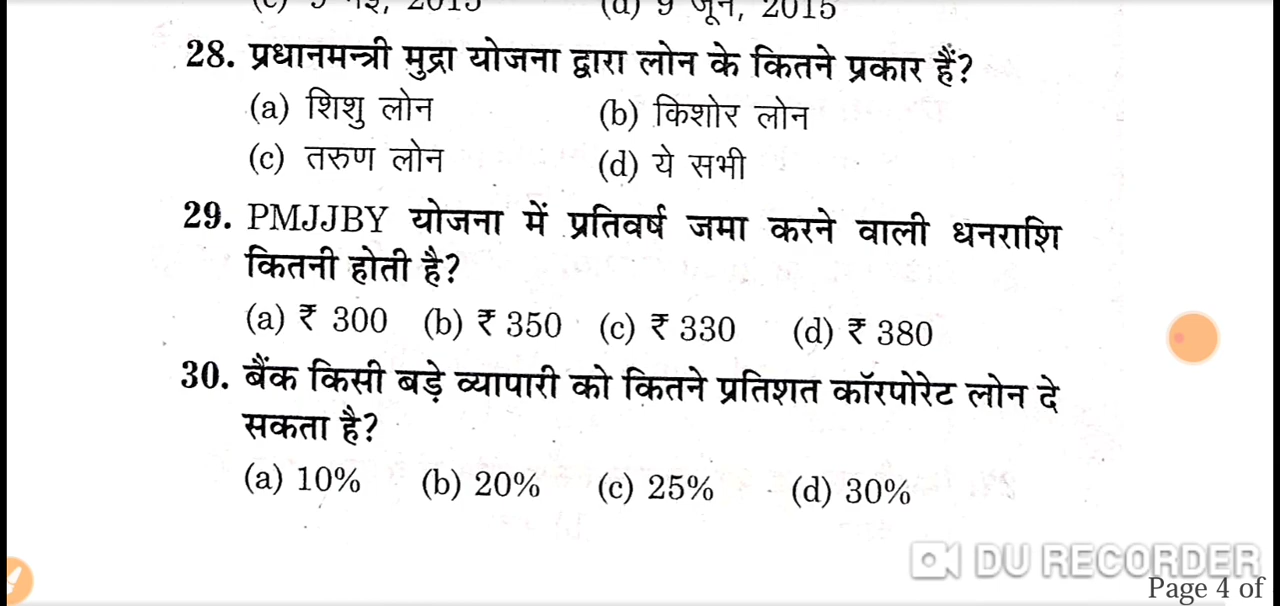 28. प्रधानमन्त्री मुद्रा योजना द्वारा लोन के कितने प्रकार हैं?
(a) शिशु लोन (b) किशोर लोन
(c) तरुण लोन (d) ये सभी
29. PMJJBY योजना में प्रतिवर्ष जमा करने वाली धनराशि
कितनी होती है?
(a) ₹ 300 (b) ₹ 350 (c) ₹ 330 (d) ₹ 380
30. बैंक किसी बड़े व्यापारी को कितने प्रतिशत कॉरपोरेट लोन दे
सकता है?
(a) 10% (b) 20% (c) 25% (d) 30%
DU RECORDER
Page 4 of